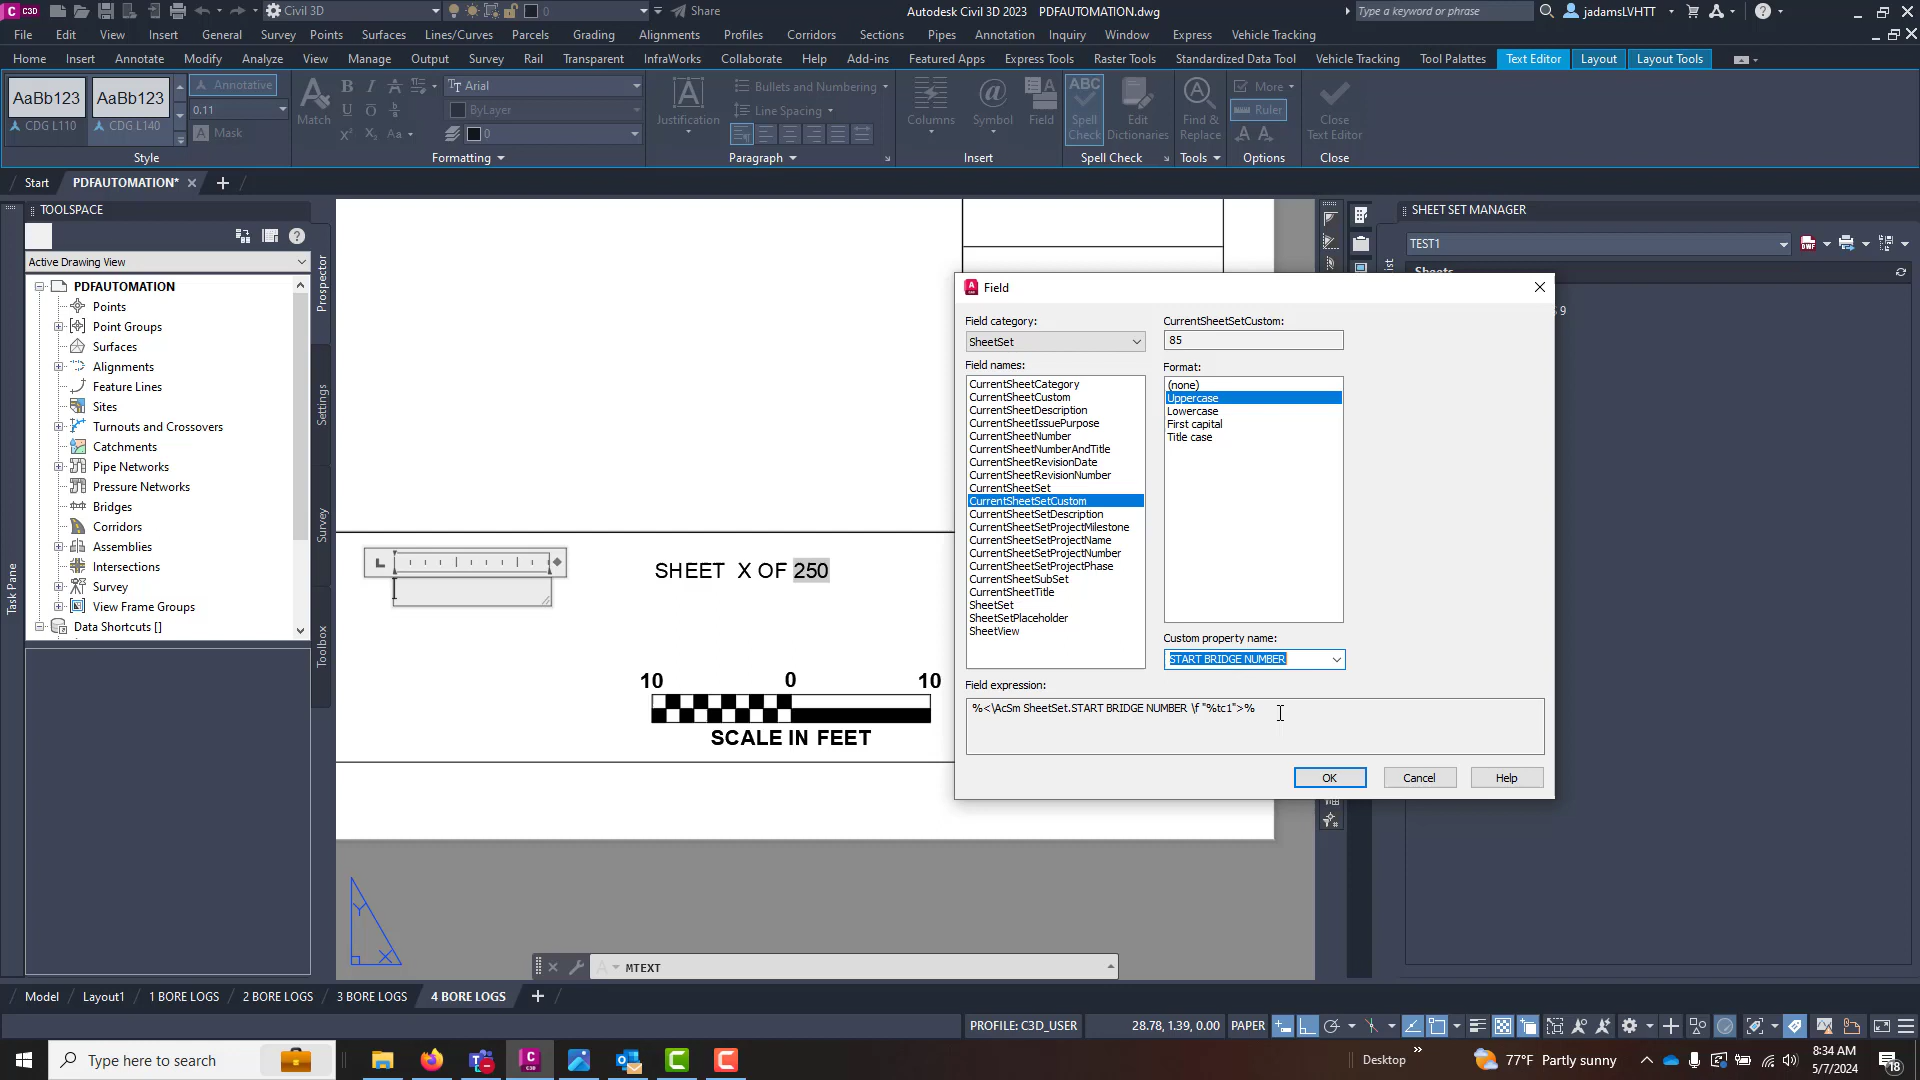 C3D Civil 3D 0 Share Autodesk Civil 3D 2023 PDFAUTOMATION.dwg Type a keyword or phrase jadamsLVHTT
File Edit View Insert General Survey Points Surfaces Lines/Curves Parcels Grading Alignments Profiles Corridors Sections Pipes Annotation Inquiry Window Express Vehicle Tracking
Home Insert Annotate Modify Analyze View Manage Output Survey Rail Transparent InfraWorks Collaborate Help Add-ins Featured Apps Express Tools Raster Tools Standardized Data Tool Vehicle Tracking Tool Palettes Text Editor Layout Layout Tools
AaBb123 AaBb123 Annotative Arial Bullets and Numbering ABC More
0.11 ByLayer Line Spacing Ruler
CDG L110 CDG L140 Mask Match 0 Justification Columns Symbol Field Spell Check Edit Dictionaries Find & Replace Close Text Editor
Style Formatting Paragraph Insert Spell Check Tools Options Close
Start PDFAUTOMATION*
TOOLSPACE
Active Drawing View
PDFAUTOMATION
Points
Point Groups
Surfaces
Alignments
Feature Lines
Sites
Turnouts and Crossovers
Catchments
Pipe Networks
Pressure Networks
Bridges
Corridors
Assemblies
Intersections
Survey
View Frame Groups
Data Shortcuts []
Prospector
Settings
Survey
Toolbox
Task Pane
SHEET X OF 250
10 0 10
SCALE IN FEET
Y
X
Field
Field category:
SheetSet
Field names:
CurrentSheetCategory
CurrentSheetCustom
CurrentSheetDescription
CurrentSheetIssuePurpose
CurrentSheetNumber
CurrentSheetNumberAndTitle
CurrentSheetRevisionDate
CurrentSheetRevisionNumber
CurrentSheetSet
CurrentSheetSetCustom
CurrentSheetSetDescription
CurrentSheetSetProjectMilestone
CurrentSheetSetProjectName
CurrentSheetSetProjectNumber
CurrentSheetSetProjectPhase
CurrentSheetSubSet
CurrentSheetTitle
SheetSet
SheetSetPlaceholder
SheetView
CurrentSheetSetCustom:
85
Format:
(none)
Uppercase
Lowercase
First capital
Title case
Custom property name:
START BRIDGE NUMBER
Field expression:
%<\AcSm SheetSet.START BRIDGE NUMBER \f "%tc1">%
OK Cancel Help
SHEET SET MANAGER
TEST1
Sheets
9
MTEXT
Model Layout1 1 BORE LOGS 2 BORE LOGS 3 BORE LOGS 4 BORE LOGS
PROFILE: C3D_USER 28.78, 1.39, 0.00 PAPER
Type here to search Desktop 77°F Partly sunny 8:34 AM
5/7/2024 18